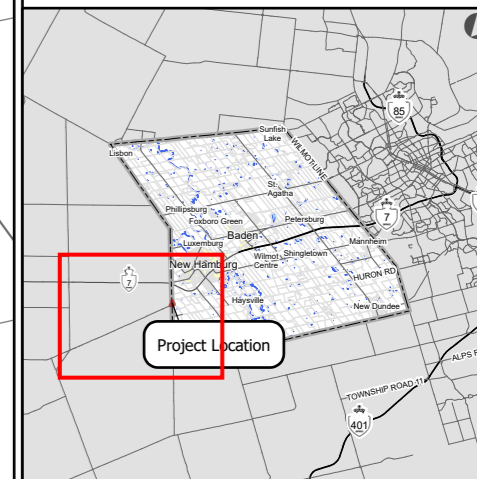 85
Sunfish
Lake
WILMOT LINE
Lisbon
St.
Agatha
Phillipsburg
Foxboro Green
Petersburg
7
Baden
Luxemburg
Mannheim
New Hamburg
Wilmot
Centre
Shingletown
HURON RD
7
Haysville
New Dundee
Project Location
ALPS
TOWNSHIP ROAD 11
401